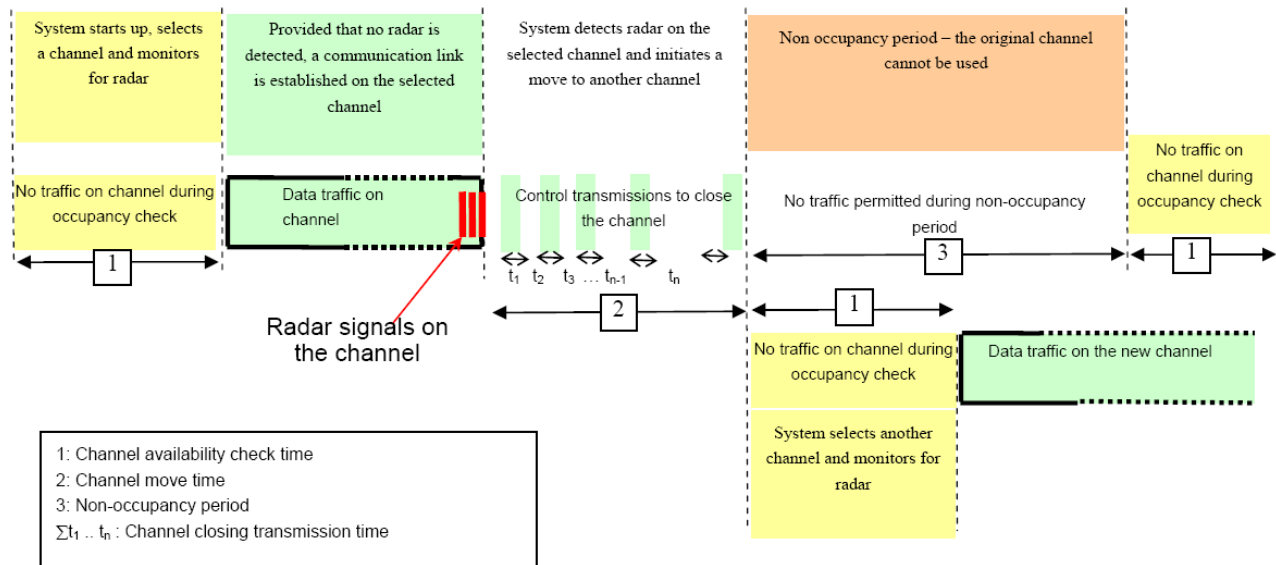 System starts up, selects
a channel and monitors
for radar
Provided that no radar is
detected, a communication link
is established on the selected
channel
System detects radar on the
selected channel and initiates a
move to another channel
Non occupancy period – the original channel
cannot be used
No traffic on channel during
occupancy check
Data traffic on
channel
Control transmissions to close
the channel
No traffic permitted during non-occupancy
period
No traffic on
channel during
occupancy check
1
t1 t2 t3 … tn-1 tn
2
3
1
Radar signals on
the channel
1
No traffic on channel during
occupancy check
Data traffic on the new channel
System selects another
channel and monitors for
radar
1: Channel availability check time
2: Channel move time
3: Non-occupancy period
Σt1 .. tn : Channel closing transmission time